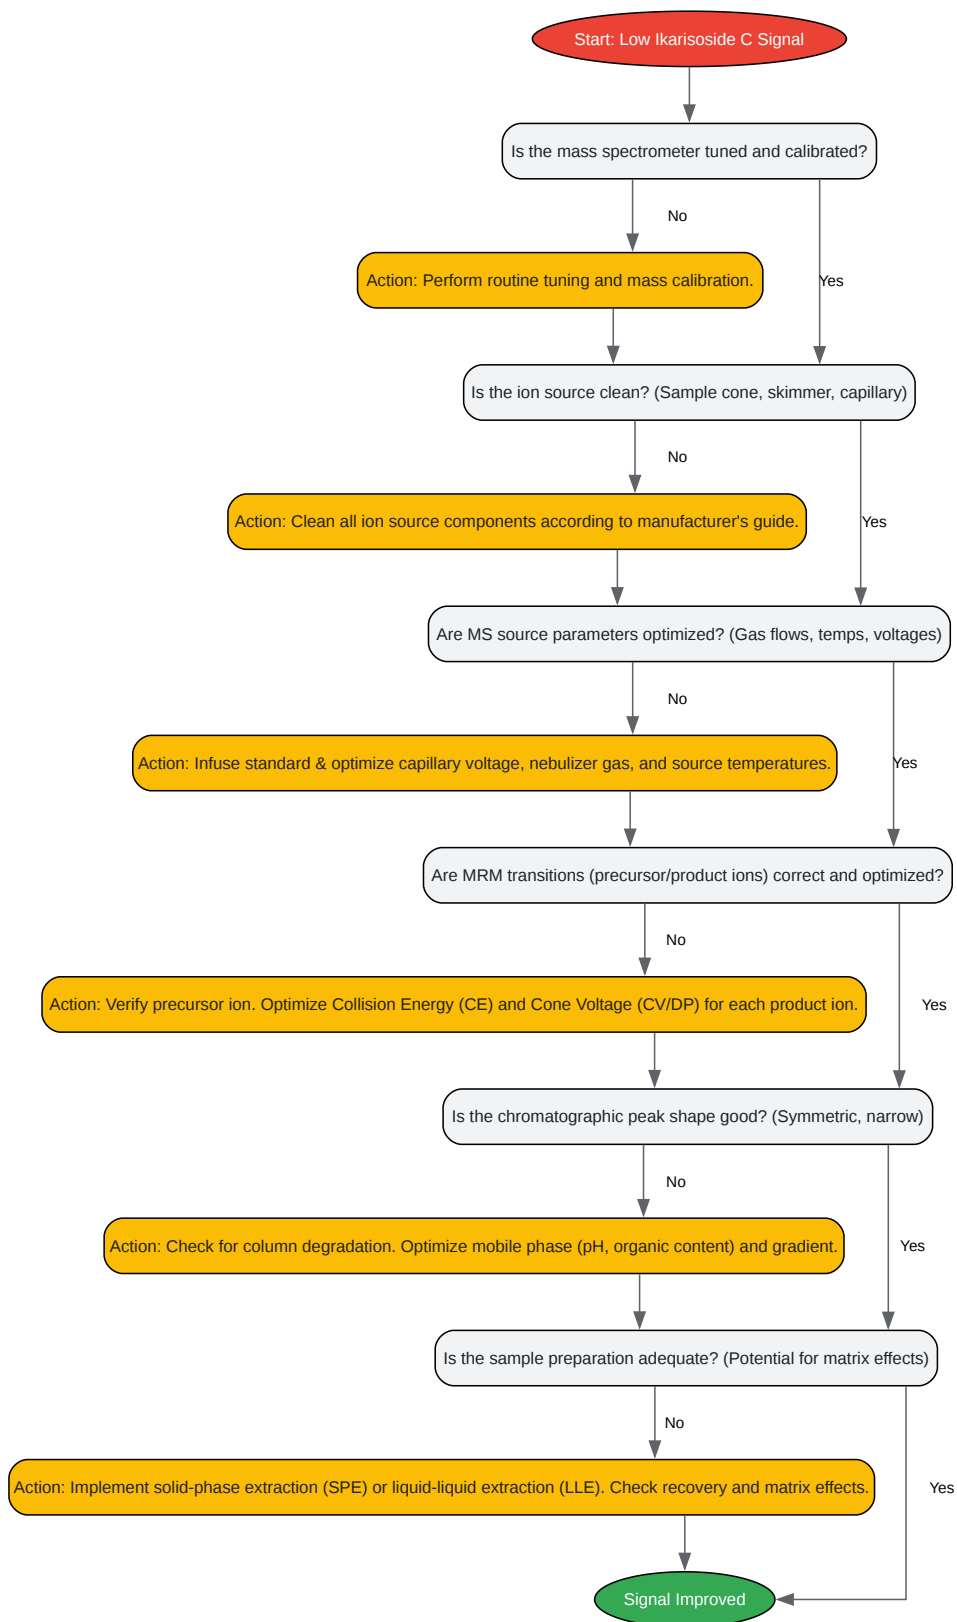 Start: Low Ikarisoside C Signal
Is the mass spectrometer tuned and calibrated?
No
Action: Perform routine tuning and mass calibration.
Yes
Is the ion source clean? (Sample cone, skimmer, capillary)
No
Action: Clean all ion source components according to manufacturer's guide.
Yes
Are MS source parameters optimized? (Gas flows, temps, voltages)
No
Action: Infuse standard & optimize capillary voltage, nebulizer gas, and source temperatures.
Yes
Are MRM transitions (precursor/product ions) correct and optimized?
No
Action: Verify precursor ion. Optimize Collision Energy (CE) and Cone Voltage (CV/DP) for each product ion.
Yes
Is the chromatographic peak shape good? (Symmetric, narrow)
No
Action: Check for column degradation. Optimize mobile phase (pH, organic content) and gradient.
Yes
Is the sample preparation adequate? (Potential for matrix effects)
No
Action: Implement solid-phase extraction (SPE) or liquid-liquid extraction (LLE). Check recovery and matrix effects.
Yes
Signal Improved